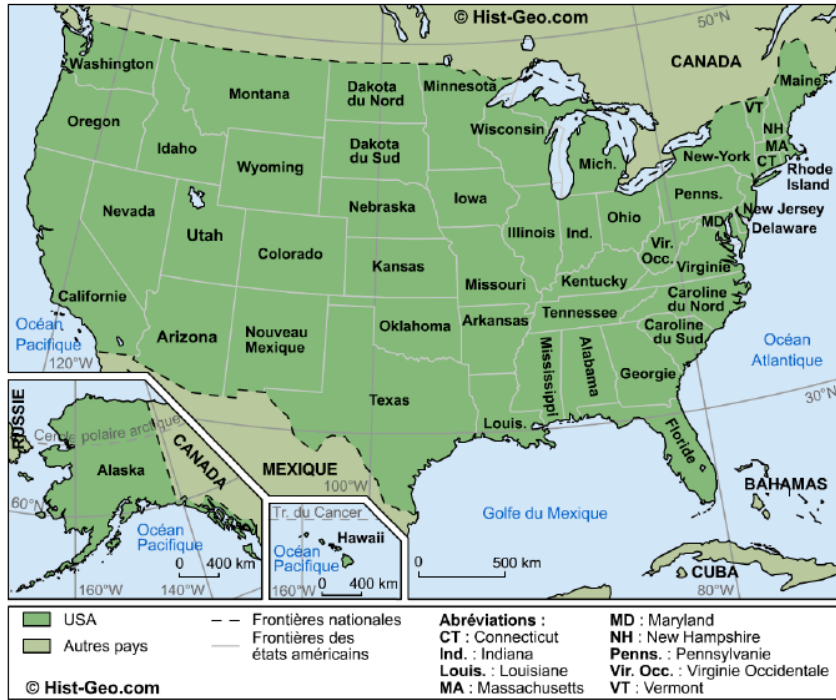 © Hist-Geo.com
50°N
CANADA
Washington
Montana
Dakota
du Nord
Minnesota
Maine
VT
NH
MA
CT
Rhode
Island
Oregon
Idaho
Wyoming
Dakota
du Sud
Wisconsin
Mich.
New-York
Nevada
Utah
Colorado
Nebraska
Iowa
Illinois
Ind.
Ohio
Penns.
New Jersey
MD
Delaware
Vir.
Occ.
Virginie
Californie
Kansas
Missouri
Kentucky
Caroline
du Nord
Océan
Pacifique
120°W
Arizona
Nouveau
Mexique
Oklahoma
Arkansas
Tennessee
Caroline
du Sud
Océan
Atlantique
Mississippi
Alabama
Georgie
30°N
Texas
Louis.
Floride
RUSSIE
Cercle polaire arctique
CANADA
Alaska
60°N
Océan
Pacifique
0 400 km
160°W
140°W
MEXIQUE
100°W
Tr. du Cancer
Hawaii
Océan
Pacifique
160°W
0 400 km
Golfe du Mexique
0 500 km
BAHAMAS
CUBA
80°W
USA
Autres pays
Frontières nationales
Frontières des
états américains
Abréviations :
CT : Connecticut
Ind. : Indiana
Louis. : Louisiane
MA : Massachusetts
MD : Maryland
NH : New Hampshire
Penns. : Pennsylvanie
Vir. Occ. : Virginie Occidentale
VT : Vermont
© Hist-Geo.com